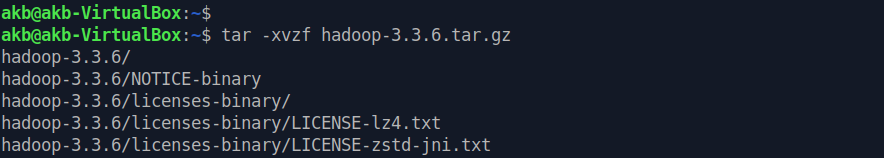 akb@akb-VirtualBox:~$
akb@akb-VirtualBox:~$ tar -xvzf hadoop-3.3.6.tar.gz
hadoop-3.3.6/
hadoop-3.3.6/NOTICE-binary
hadoop-3.3.6/licenses-binary/
hadoop-3.3.6/licenses-binary/LICENSE-lz4.txt
hadoop-3.3.6/licenses-binary/LICENSE-zstd-jni.txt